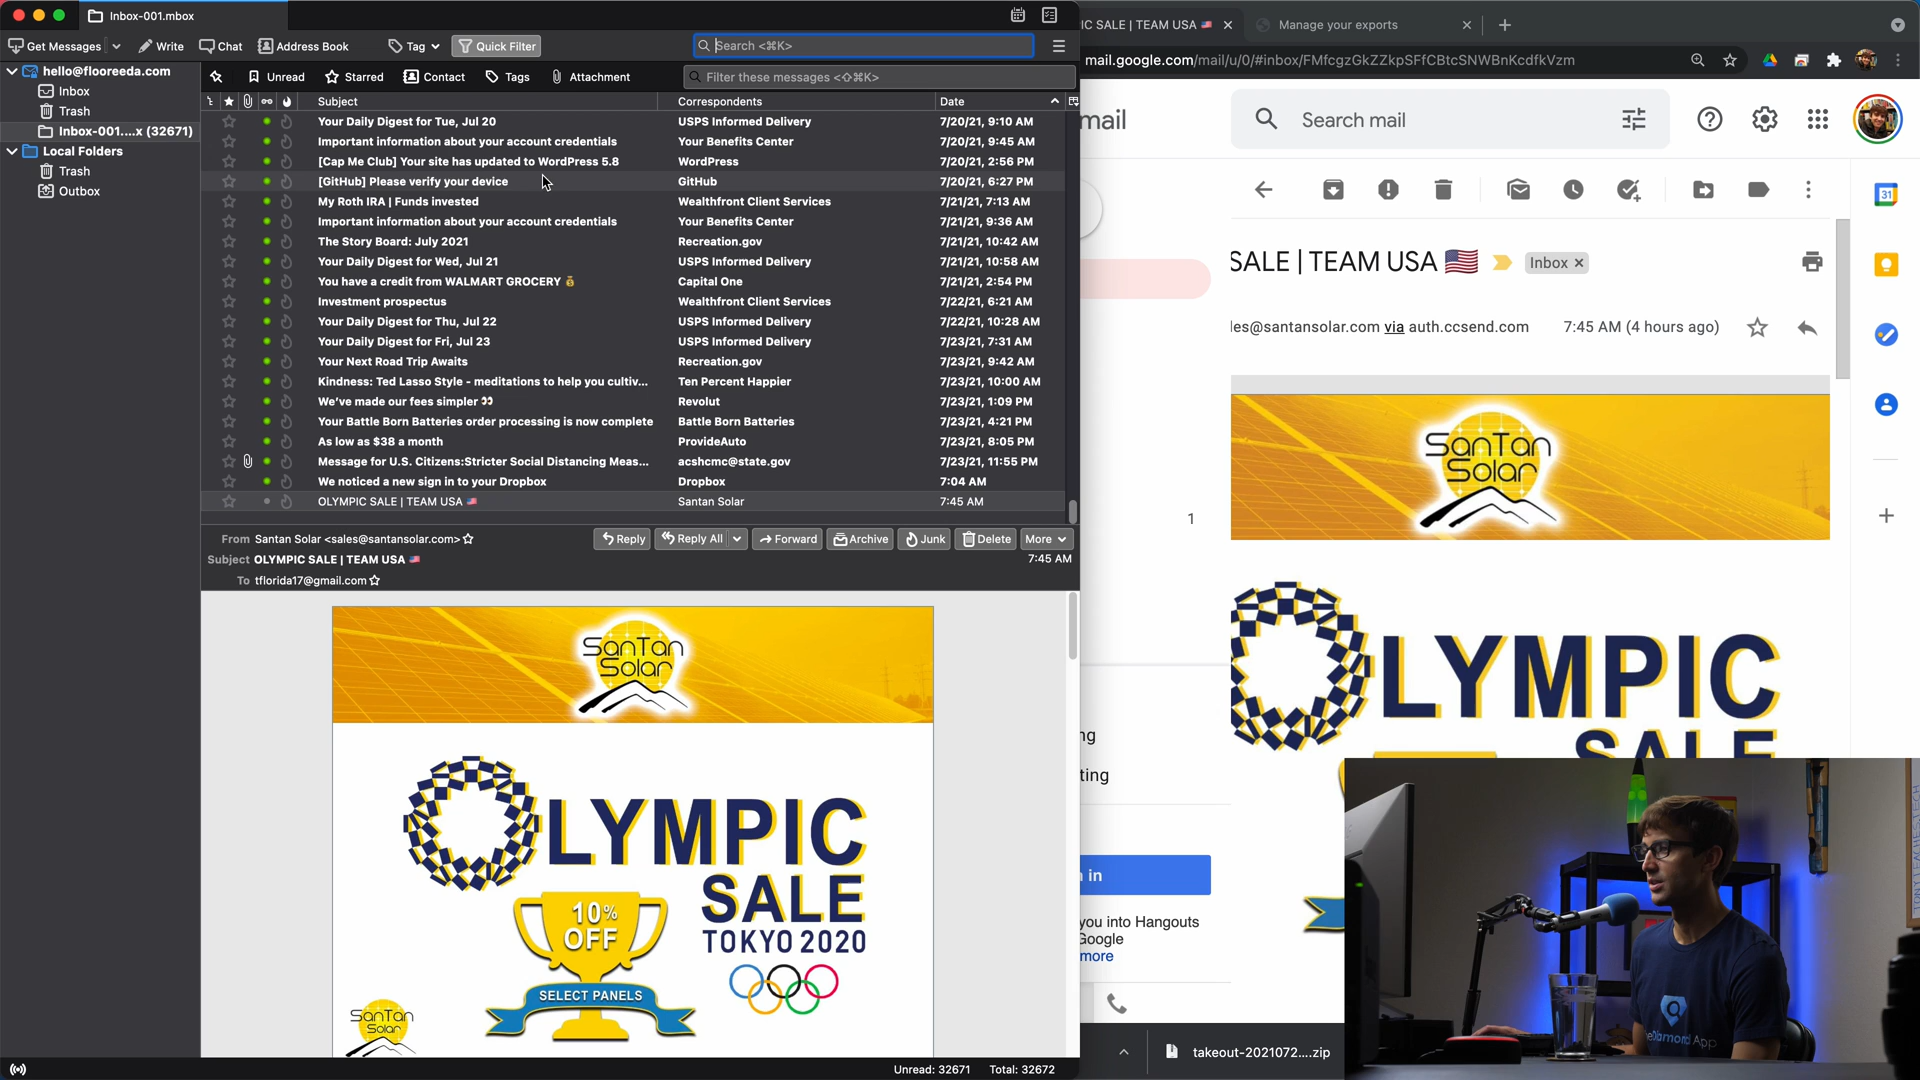 Inbox-001.mbox
Get Messages
Write
Chat
Address Book
Tag
Quick Filter
Search <⌘K>
hello@flooreeda.com
Inbox
Trash
Inbox-001....x (32671)
Local Folders
Trash
Outbox
Unread
Starred
Contact
Tags
Attachment
Filter these messages <⇧⌘K>
Subject Correspondents Date
Your Daily Digest for Tue, Jul 20 USPS Informed Delivery 7/20/21, 9:10 AM
Important information about your account credentials Your Benefits Center 7/20/21, 9:45 AM
[Cap Me Club] Your site has updated to WordPress 5.8 WordPress 7/20/21, 2:56 PM
[GitHub] Please verify your device GitHub 7/20/21, 6:27 PM
My Roth IRA | Funds invested Wealthfront Client Services 7/21/21, 7:13 AM
Important information about your account credentials Your Benefits Center 7/21/21, 9:36 AM
The Story Board: July 2021 Recreation.gov 7/21/21, 10:42 AM
Your Daily Digest for Wed, Jul 21 USPS Informed Delivery 7/21/21, 10:58 AM
You have a credit from WALMART GROCERY 💰 Capital One 7/21/21, 2:54 PM
Investment prospectus Wealthfront Client Services 7/22/21, 6:21 AM
Your Daily Digest for Thu, Jul 22 USPS Informed Delivery 7/22/21, 10:28 AM
Your Daily Digest for Fri, Jul 23 USPS Informed Delivery 7/23/21, 7:31 AM
Your Next Road Trip Awaits Recreation.gov 7/23/21, 9:42 AM
Kindness: Ted Lasso Style - meditations to help you cultiv... Ten Percent Happier 7/23/21, 10:00 AM
We've made our fees simpler 👀 Revolut 7/23/21, 1:09 PM
Your Battle Born Batteries order processing is now complete Battle Born Batteries 7/23/21, 4:21 PM
As low as $38 a month ProvideAuto 7/23/21, 8:05 PM
Message for U.S. Citizens:Stricter Social Distancing Meas... acshcmc@state.gov 7/23/21, 11:55 PM
We noticed a new sign in to your Dropbox Dropbox 7:04 AM
OLYMPIC SALE | TEAM USA 🇺🇸 Santan Solar 7:45 AM
From Santan Solar <sales@santansolar.com>
Reply
Reply All
Forward
Archive
Junk
Delete
More
Subject OLYMPIC SALE | TEAM USA 🇺🇸 7:45 AM
To tflorida17@gmail.com
SanTan
Solar
OLYMPIC
SALE
TOKYO 2020
10%
OFF
SELECT PANELS
SanTan
Solar
Unread: 32671 Total: 32672
IC SALE | TEAM USA 🇺🇸
Manage your exports
mail.google.com/mail/u/0/#inbox/FMfcgzGkZZkpSFfCBtcSNWBnKcdfkVzm
mail
Search mail
31
SALE | TEAM USA 🇺🇸
Inbox ×
les@santansolar.com via auth.ccsend.com 7:45 AM (4 hours ago)
SanTan
Solar
1
OLYMPIC
SALE
ng
ting
n in
you into Hangouts
Google
more
takeout-2021072....zip